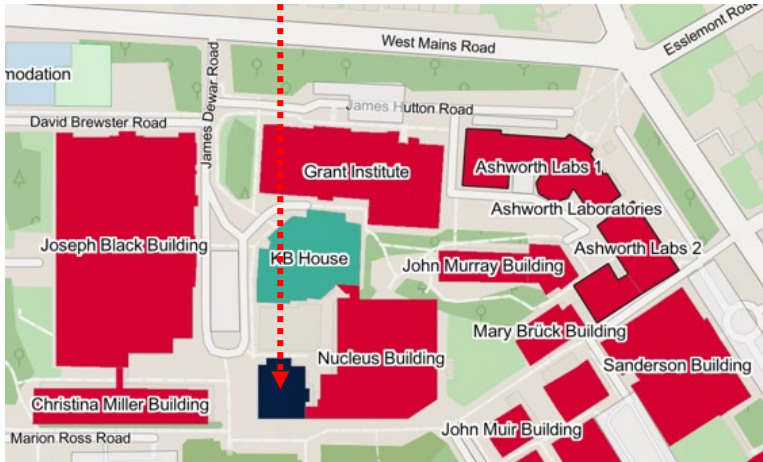 West Mains Road
Esslemont Road
modation
James Dewar Road
James Hutton Road
David Brewster Road
Grant Institute
Ashworth Labs 1
Ashworth Laboratories
Joseph Black Building
KB House
Ashworth Labs 2
John Murray Building
Mary Brück Building
Nucleus Building
Sanderson Building
Christina Miller Building
John Muir Building
Marion Ross Road